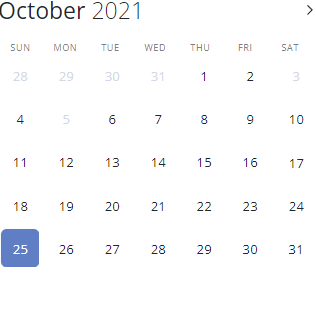 October 2021
SUN MON TUE WED THU FRI SAT
28 29 30 31 1 2 3
4 5 6 7 8 9 10
11 12 13 14 15 16 17
18 19 20 21 22 23 24
25 26 27 28 29 30 31